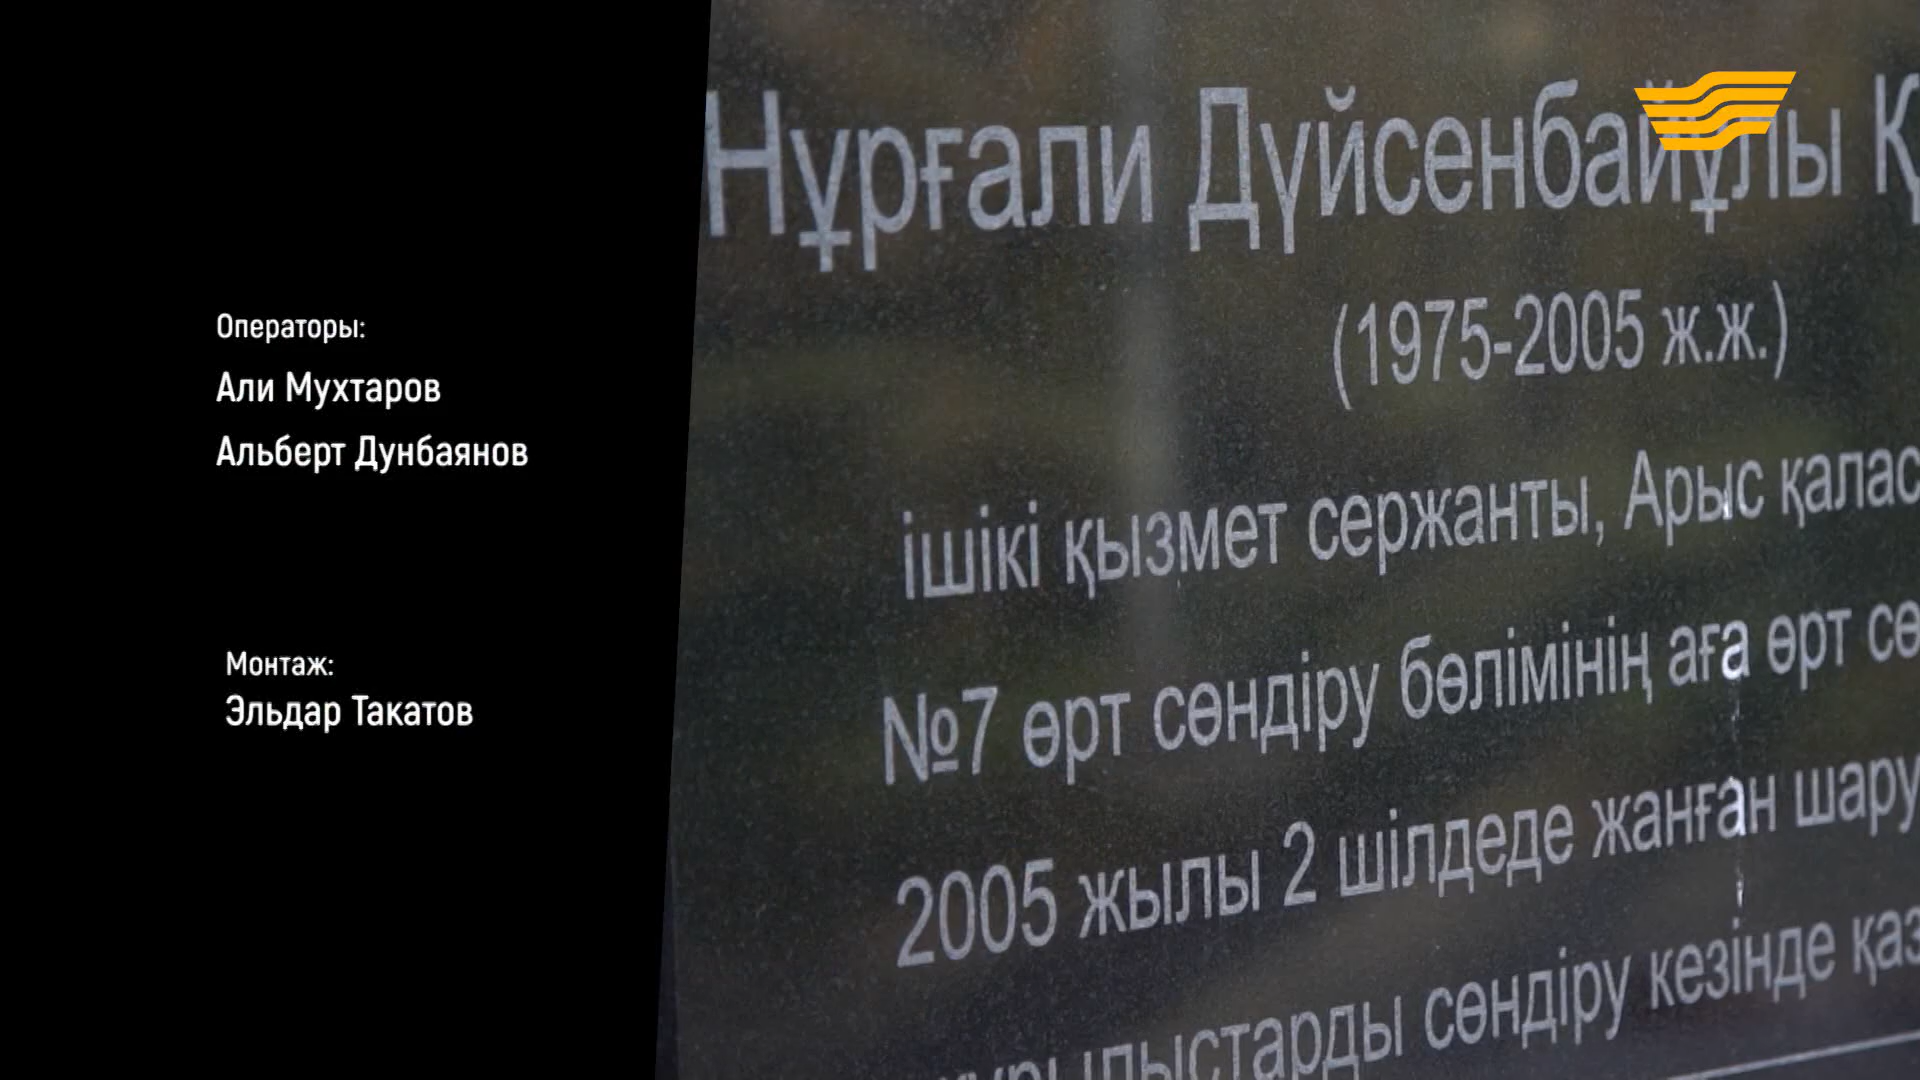 Операторы:
Али Мухтаров
Альберт Дунбаянов
Монтаж:
Эльдар Такатов
Нұрғали Дүйсенбайұлы
(1975-2005 ж.ж.)
ішікі қызмет сержанты, Арыс
№7 өрт сөндіру бөлімінің аға өрт
2005 жылы 2 шілдеде жанған
сөндіру кезінде